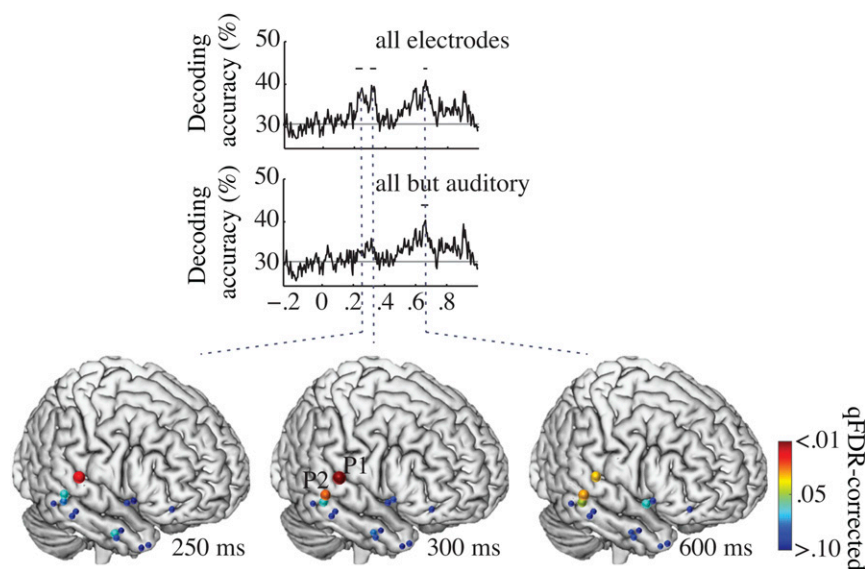 50
all electrodes
40
30
Decoding
accuracy (%)
50
all but auditory
40
30
Decoding
accuracy (%)
−.2 0 .2 .4 .6 .8
P1
P2
250 ms
300 ms
600 ms
<.01
.05
>.10
qFDR-corrected